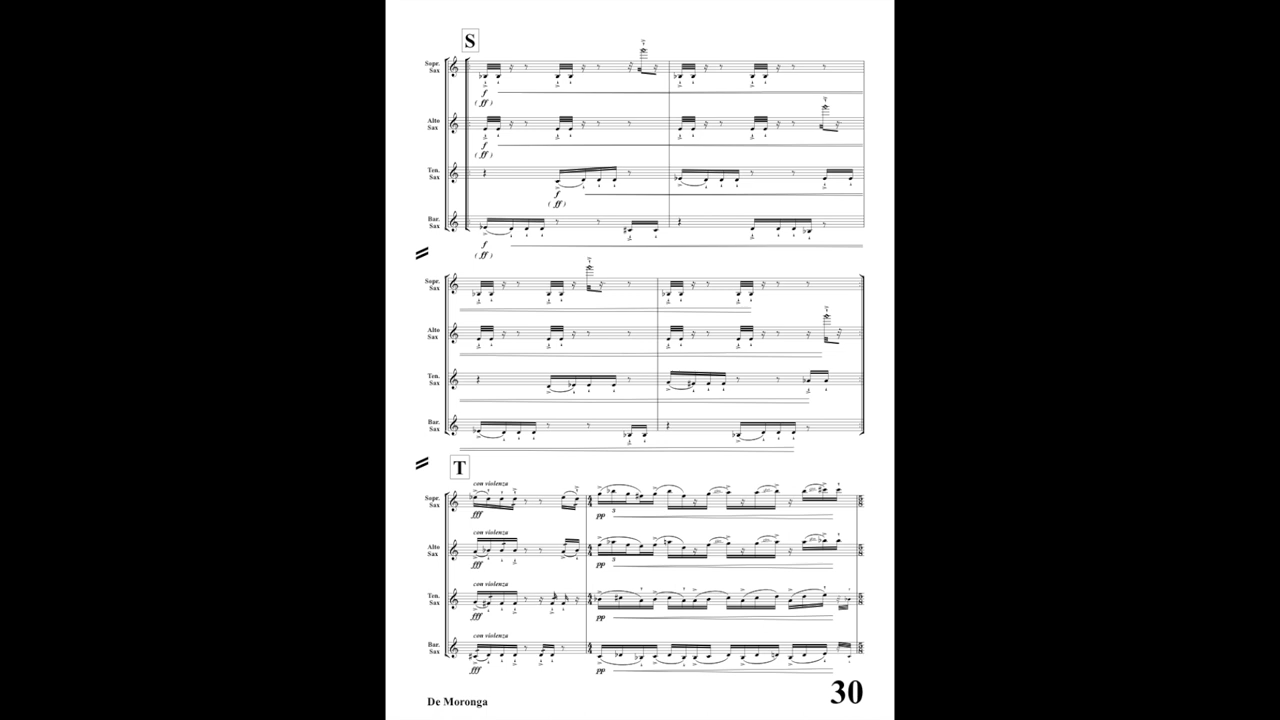 S
Sopr.
Sax
f
( ff )
Alto
Sax
f
( ff )
Ten.
Sax
f
( ff )
Bar.
Sax
f
( ff )
Sopr.
Sax
Alto
Sax
Ten.
Sax
Bar.
Sax
T
con violenza
Sopr.
Sax
fff
pp
3
con violenza
Alto
Sax
fff
pp
3
con violenza
Ten.
Sax
fff
pp
con violenza
Bar.
Sax
fff
pp
De Moronga
30